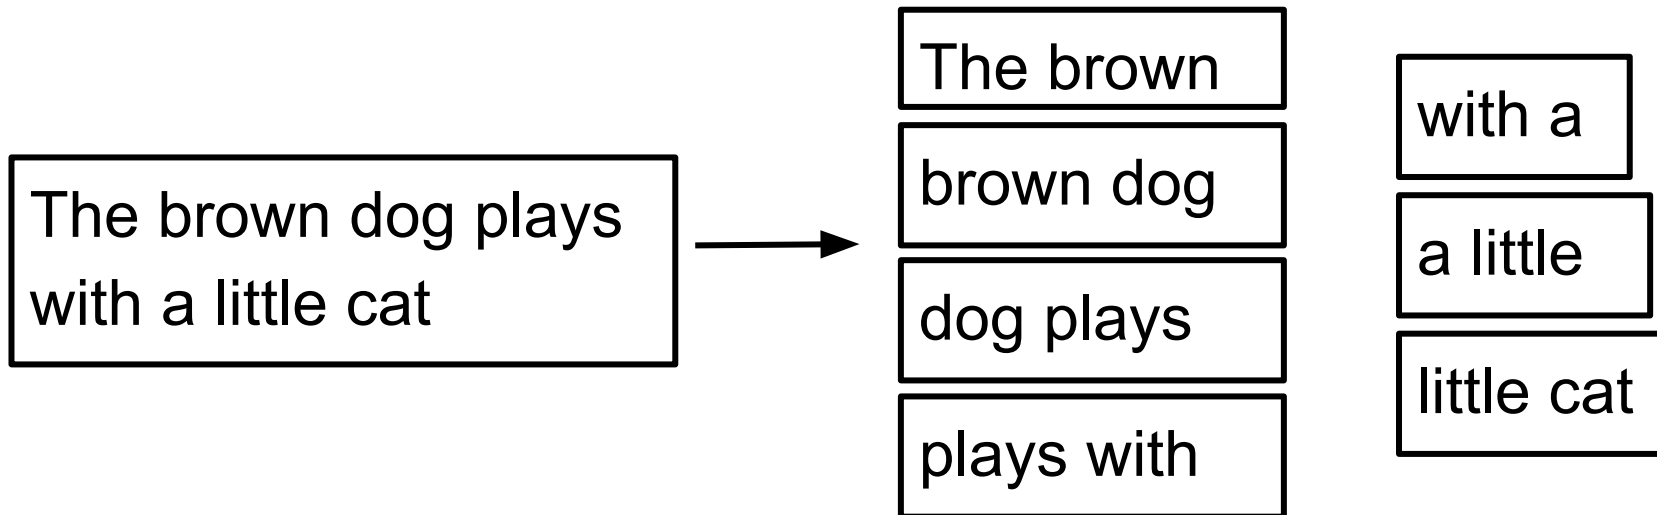 The brown dog plays
with a little cat
The brown
brown dog
dog plays
plays with
with a
a little
little cat